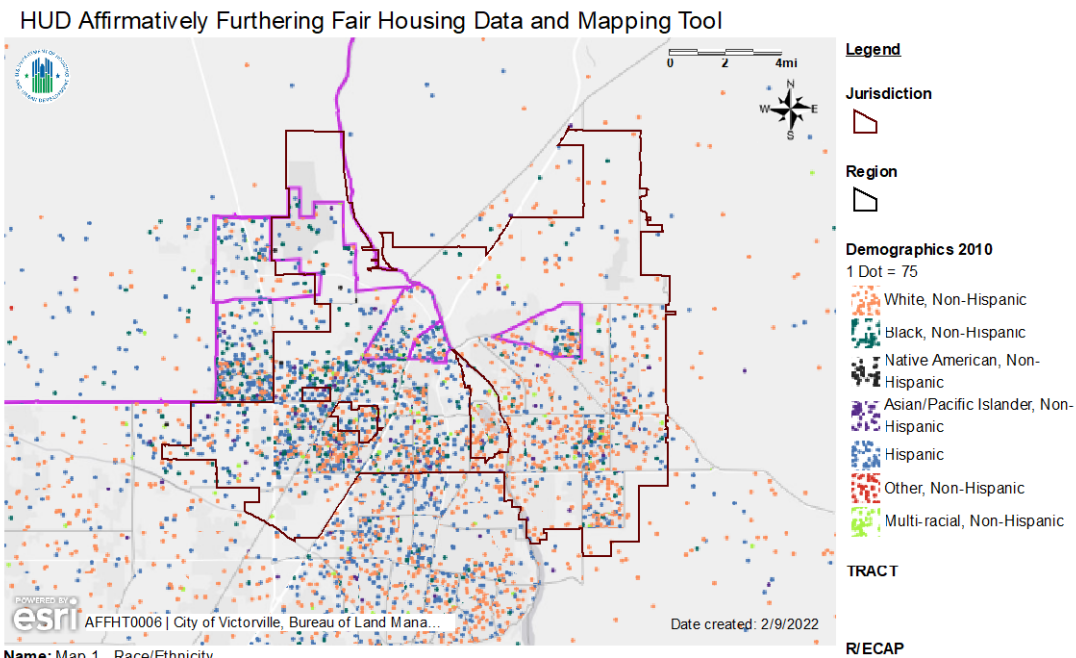 HUD Affirmatively Furthering Fair Housing Data and Mapping Tool
0 2 4mi
N
W E
S
Legend
Jurisdiction
Region
Demographics 2010
1 Dot = 75
White, Non-Hispanic
Black, Non-Hispanic
Native American, Non-
Hispanic
Asian/Pacific Islander, Non-
Hispanic
Hispanic
Other, Non-Hispanic
Multi-racial, Non-Hispanic
TRACT
R/ECAP
POWERED BY
esri
AFFHT0006 | City of Victorville, Bureau of Land Mana...
Date created: 2/9/2022
Name: Map 1 - Race/Ethnicity